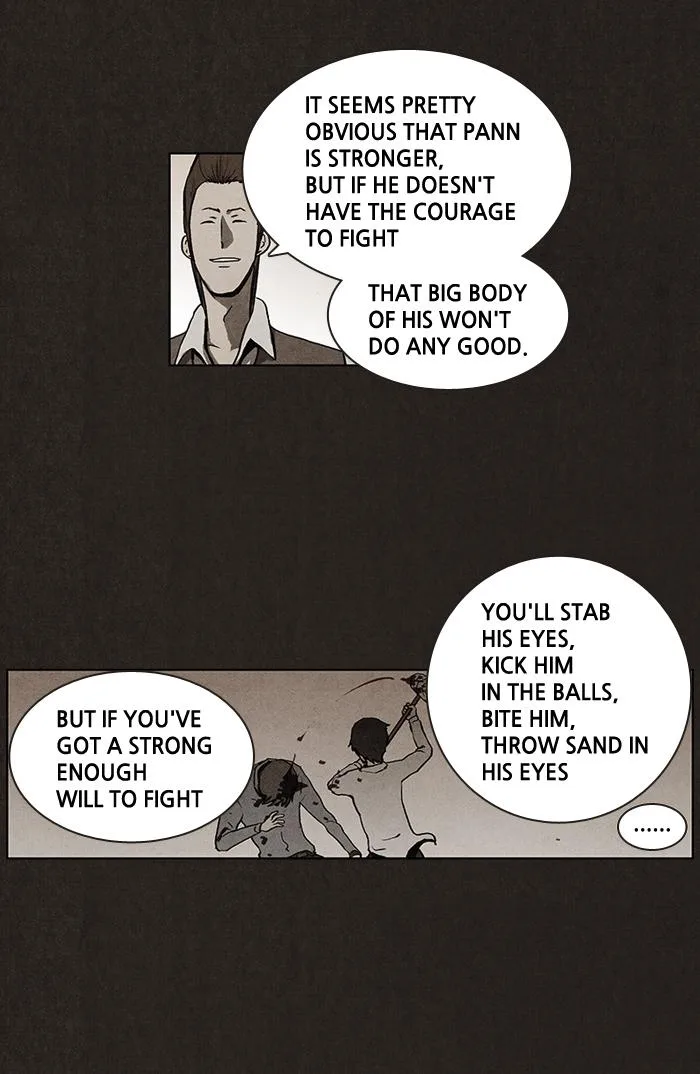 IT SEEMS PRETTY
OBVIOUS THAT PANN
IS STRONGER,
BUT IF HE DOESN'T
HAVE THE COURAGE
TO FIGHT
THAT BIG BODY
OF HIS WON'T
DO ANY GOOD.
BUT IF YOU'VE
GOT A STRONG
ENOUGH
WILL TO FIGHT
YOU'LL STAB
HIS EYES,
KICK HIM
IN THE BALLS,
BITE HIM,
THROW SAND IN
HIS EYES
......